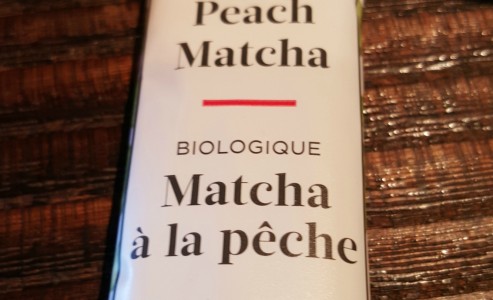 Peach
Matcha
BIOLOGIQUE
Matcha
à la pêche